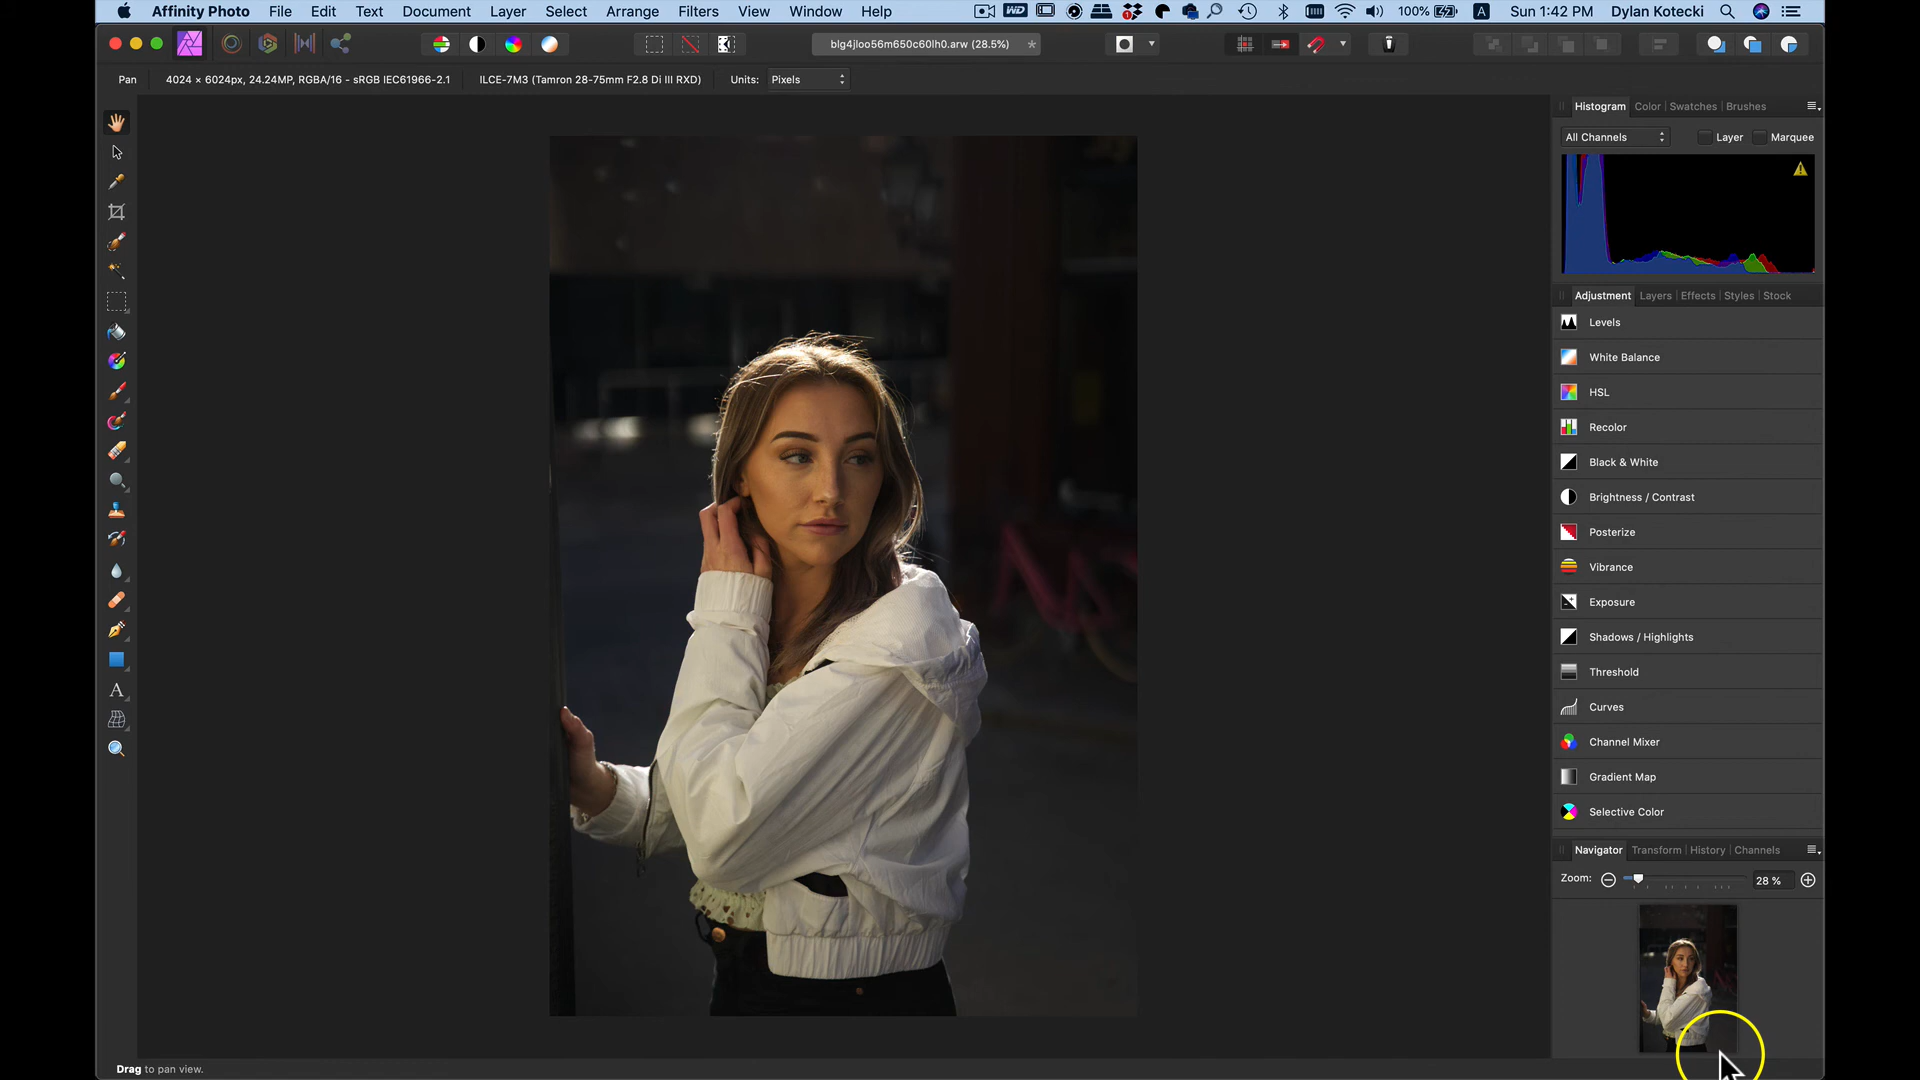 Affinity Photo File Edit Text Document Layer Select Arrange Filters View Window Help 100% Sun 1:42 PM Dylan Kotecki
blg4jloo56m650c60lh0.arw (28.5%)
Pan 4024 × 6024px, 24.24MP, RGBA/16 - sRGB IEC61966-2.1 ILCE-7M3 (Tamron 28-75mm F2.8 Di III RXD) Units: Pixels
Histogram Color Swatches Brushes
All Channels Layer Marquee
Adjustment Layers Effects Styles Stock
Levels
White Balance
HSL
Recolor
Black & White
Brightness / Contrast
Posterize
Vibrance
Exposure
Shadows / Highlights
Threshold
Curves
Channel Mixer
Gradient Map
Selective Color
Navigator Transform History Channels
Zoom: 28 %
Drag to pan view.